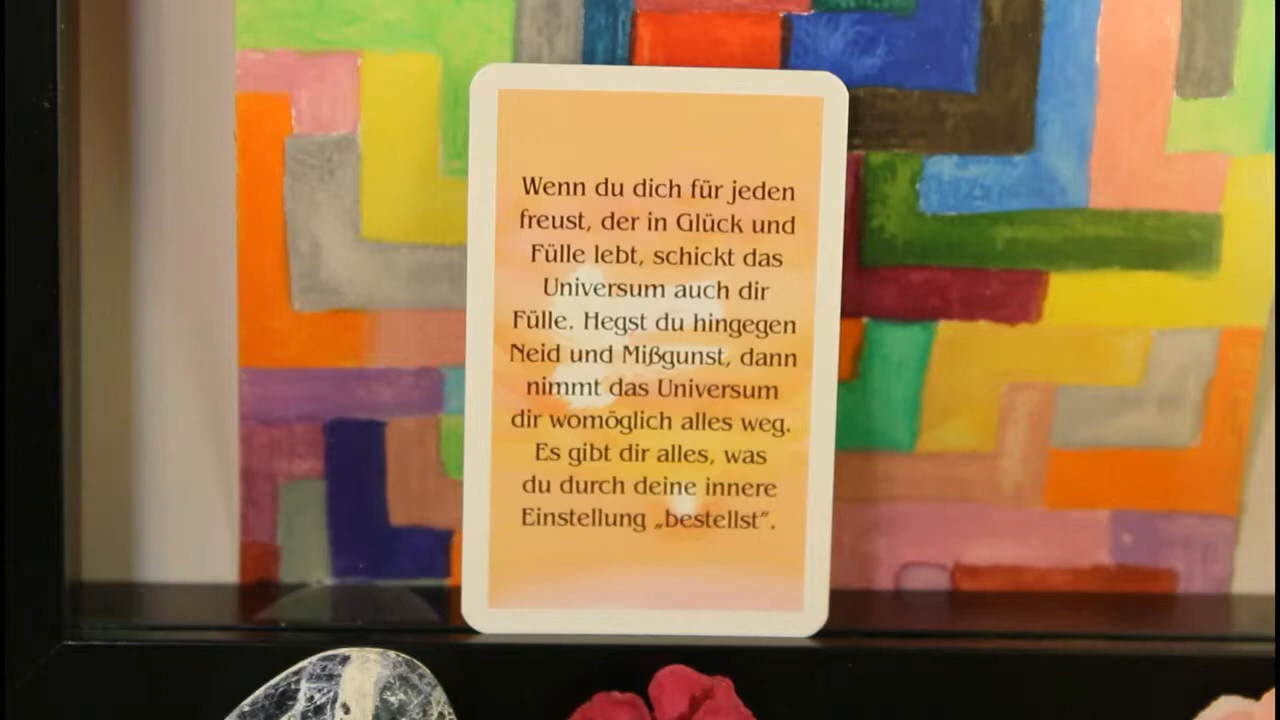 Wenn du dich für jeden
freust, der in Glück und
Fülle lebt, schickt das
Universum auch dir
Fülle. Hegst du hingegen
Neid und Mißgunst, dann
nimmt das Universum
dir womöglich alles weg.
Es gibt dir alles, was
du durch deine innere
Einstellung „bestellst“.